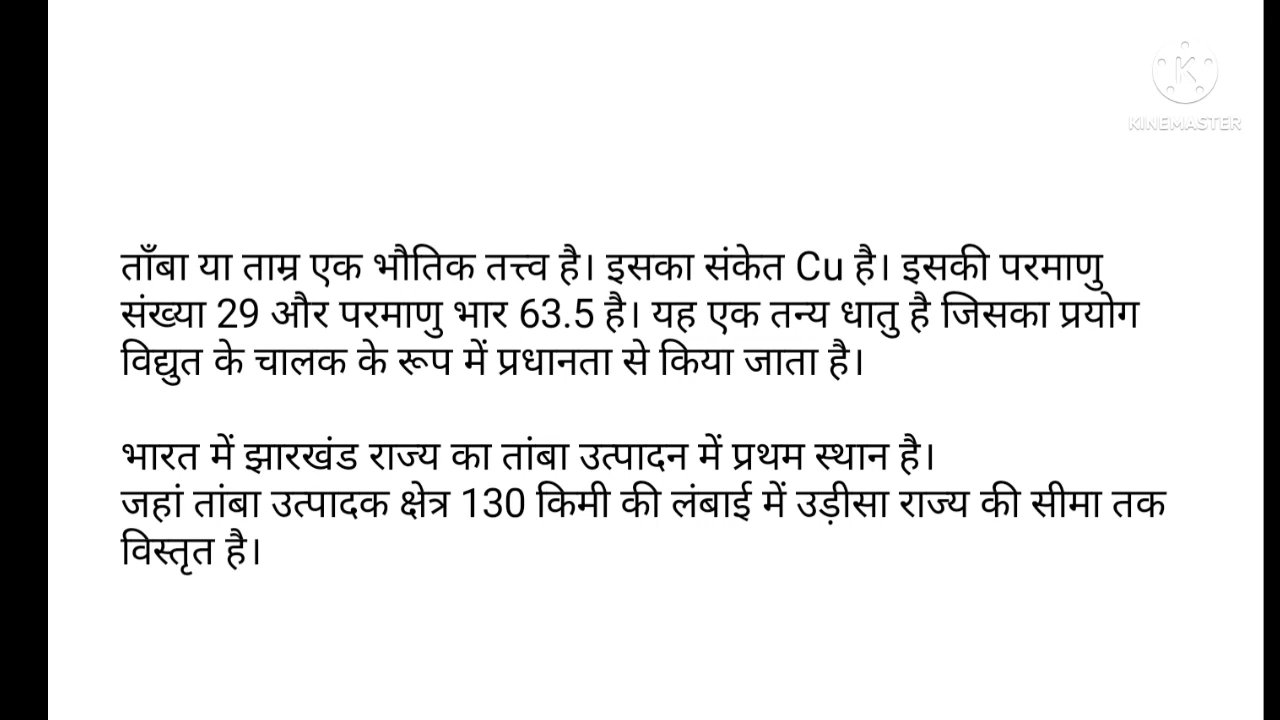 KINEMASTER
ताँबा या ताम्र एक भौतिक तत्त्व है। इसका संकेत Cu है। इसकी परमाणु
संख्या 29 और परमाणु भार 63.5 है। यह एक तन्य धातु है जिसका प्रयोग
विद्युत के चालक के रूप में प्रधानता से किया जाता है।
भारत में झारखंड राज्य का तांबा उत्पादन में प्रथम स्थान है।
जहां तांबा उत्पादक क्षेत्र 130 किमी की लंबाई में उड़ीसा राज्य की सीमा तक
विस्तृत है।